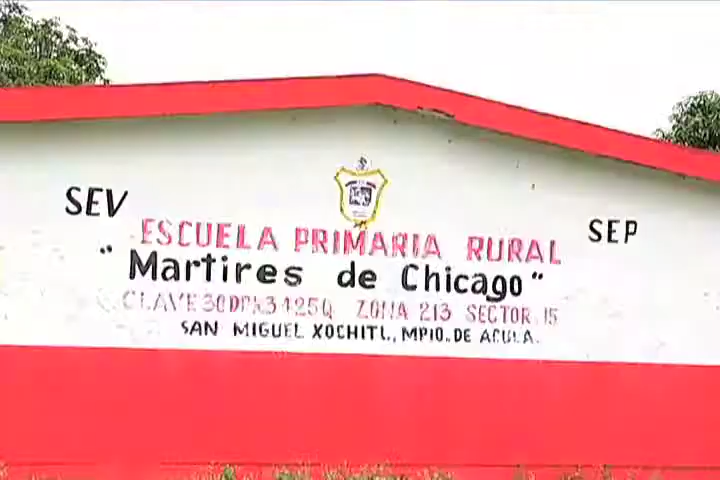 SEV
SEP
ESCUELA PRIMARIA RURAL
"Martires de Chicago"
CLAVE ZONA 213 SECTOR 15
SAN MIGUEL XOCHITL, MPIO. DE ACULA.